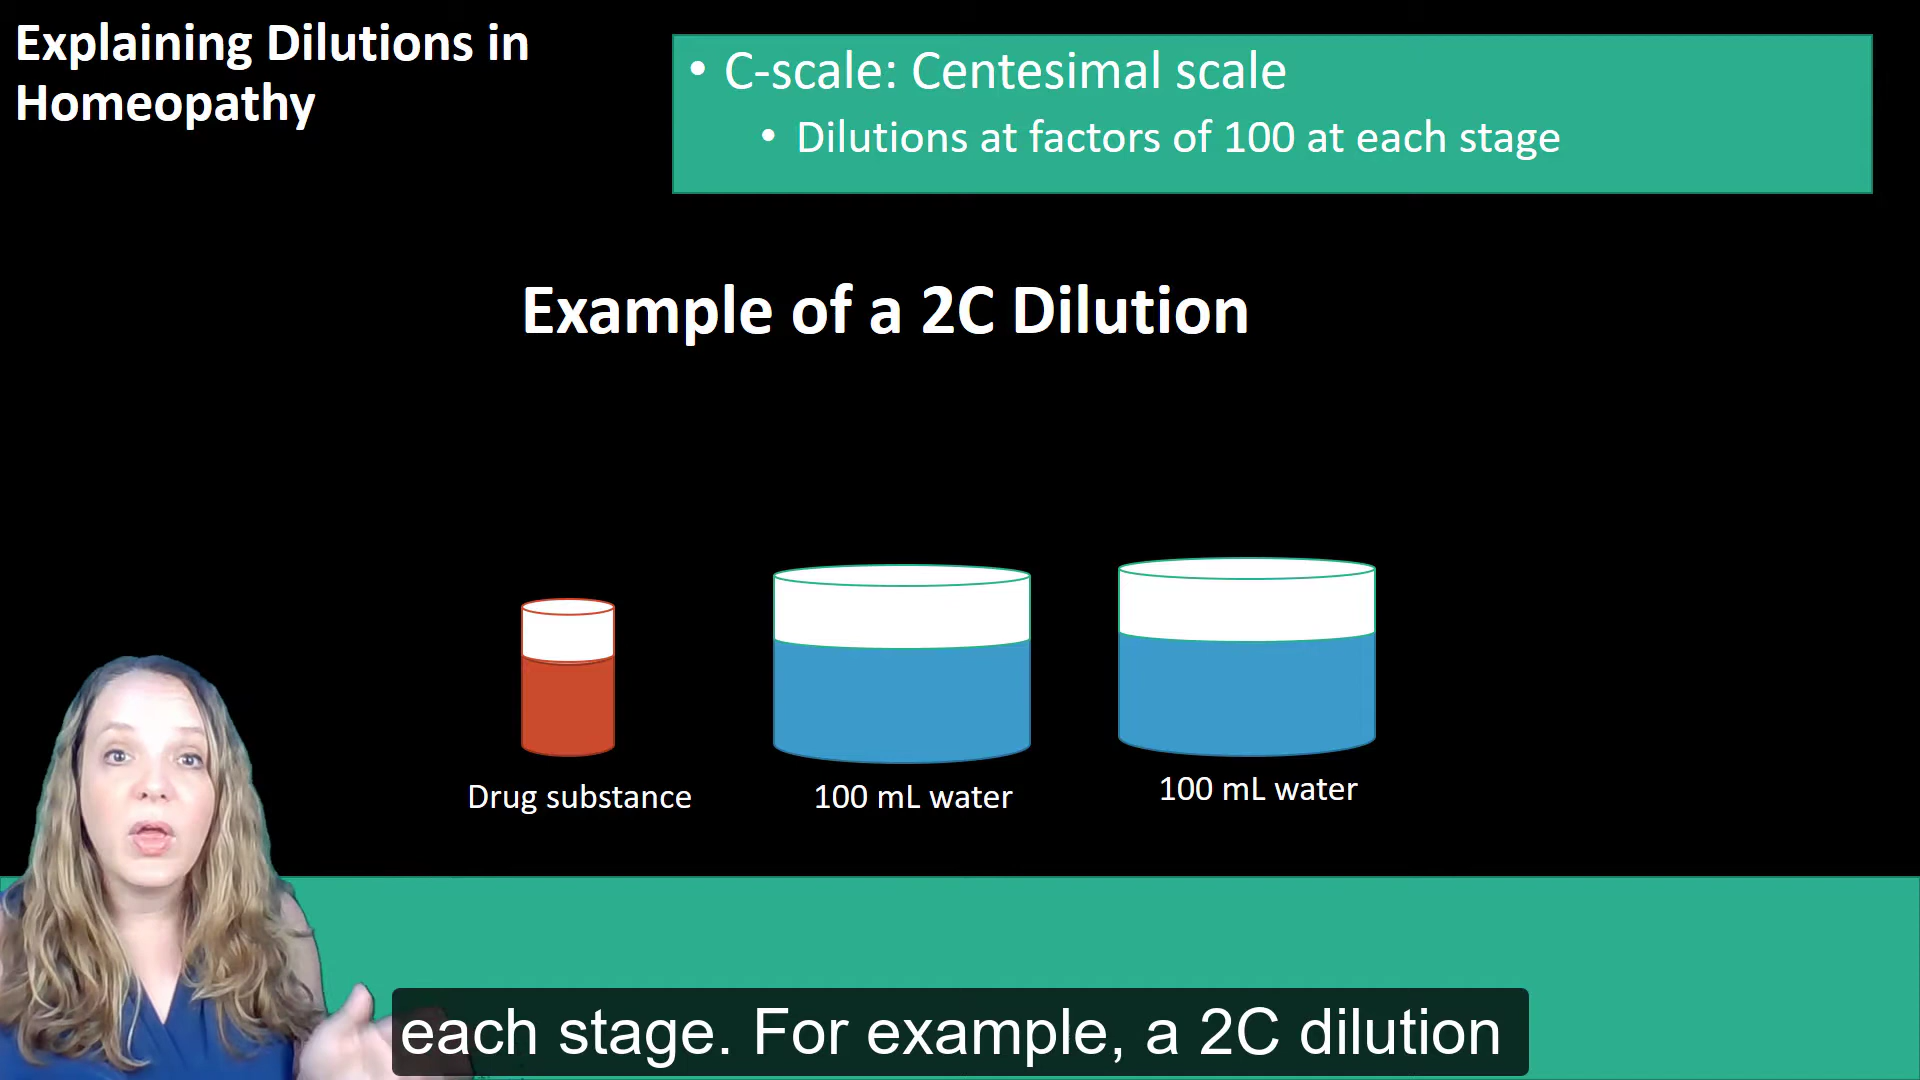 Explaining Dilutions in
Homeopathy
• C-scale: Centesimal scale
• Dilutions at factors of 100 at each stage
Example of a 2C Dilution
Drug substance
100 mL water
100 mL water
each stage. For example, a 2C dilution